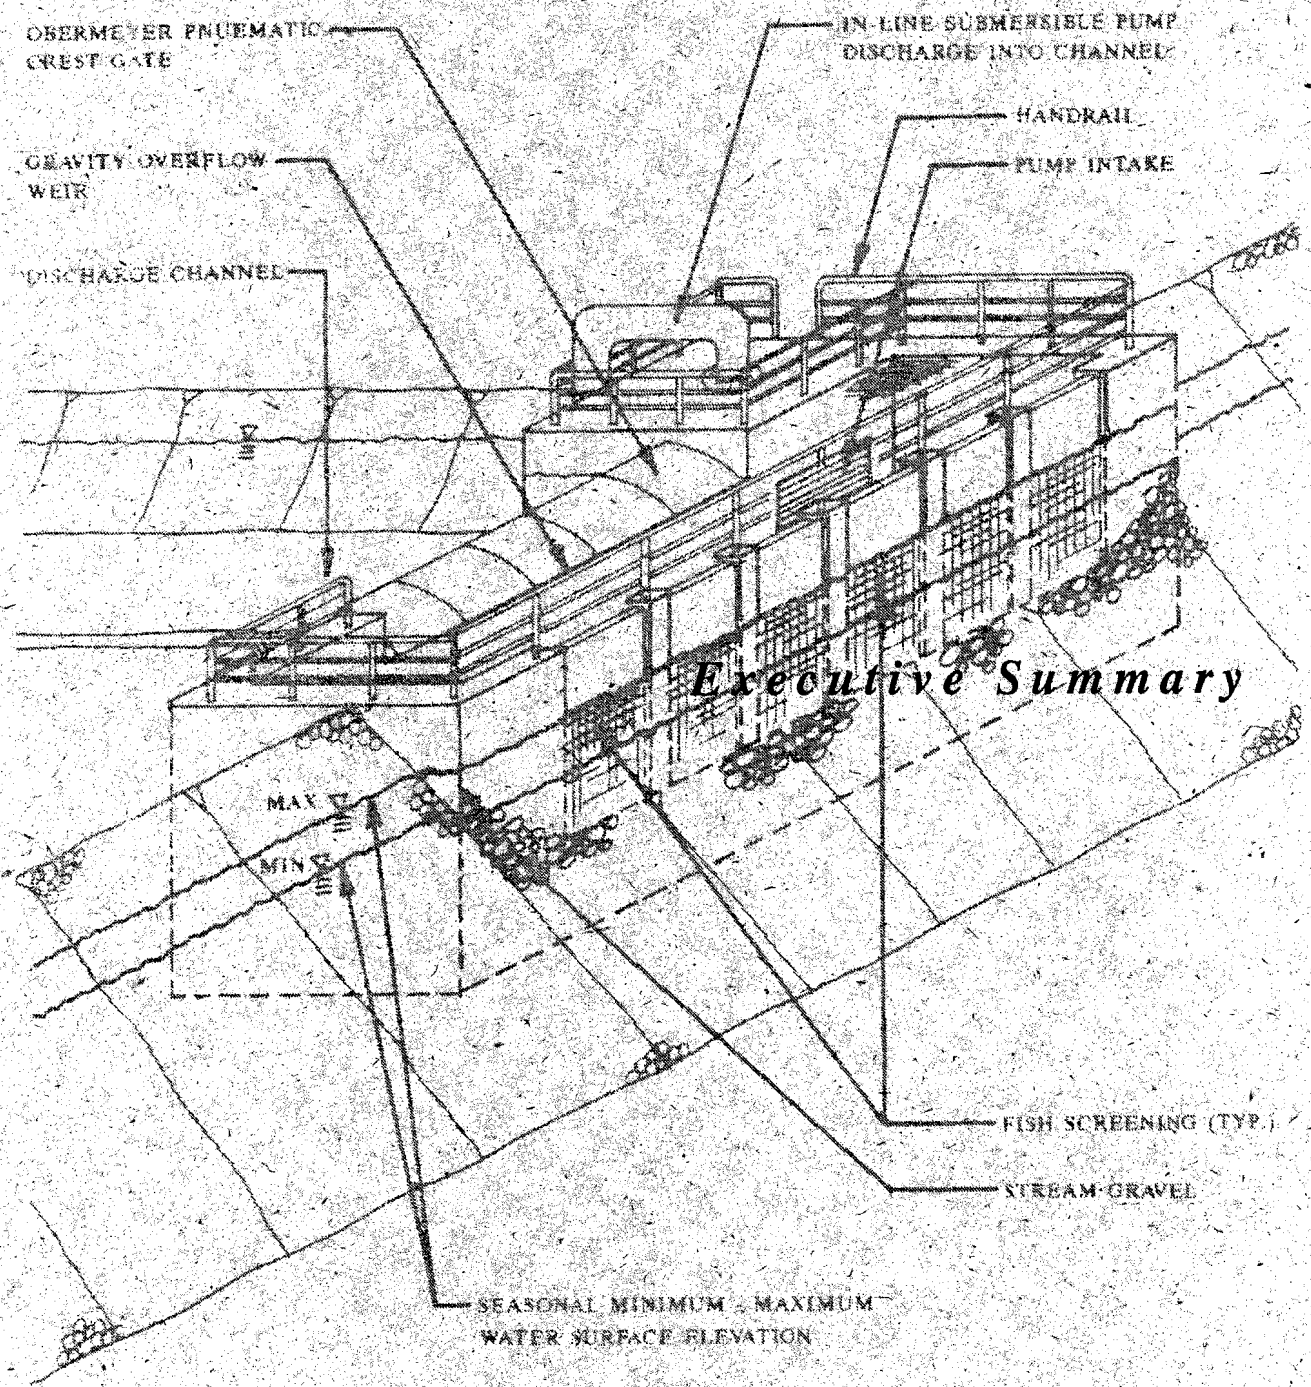 OBERMEYER PNUEMATIC
CREST GATE
IN-LINE SUBMERSIBLE PUMP
DISCHARGE INTO CHANNEL
HANDRAIL
GRAVITY OVERFLOW
WEIR
PUMP INTAKE
DISCHARGE CHANNEL
Executive Summary
MAX
MIN
FISH SCREENING (TYP.)
STREAM GRAVEL
SEASONAL MINIMUM - MAXIMUM
WATER SURFACE ELEVATION